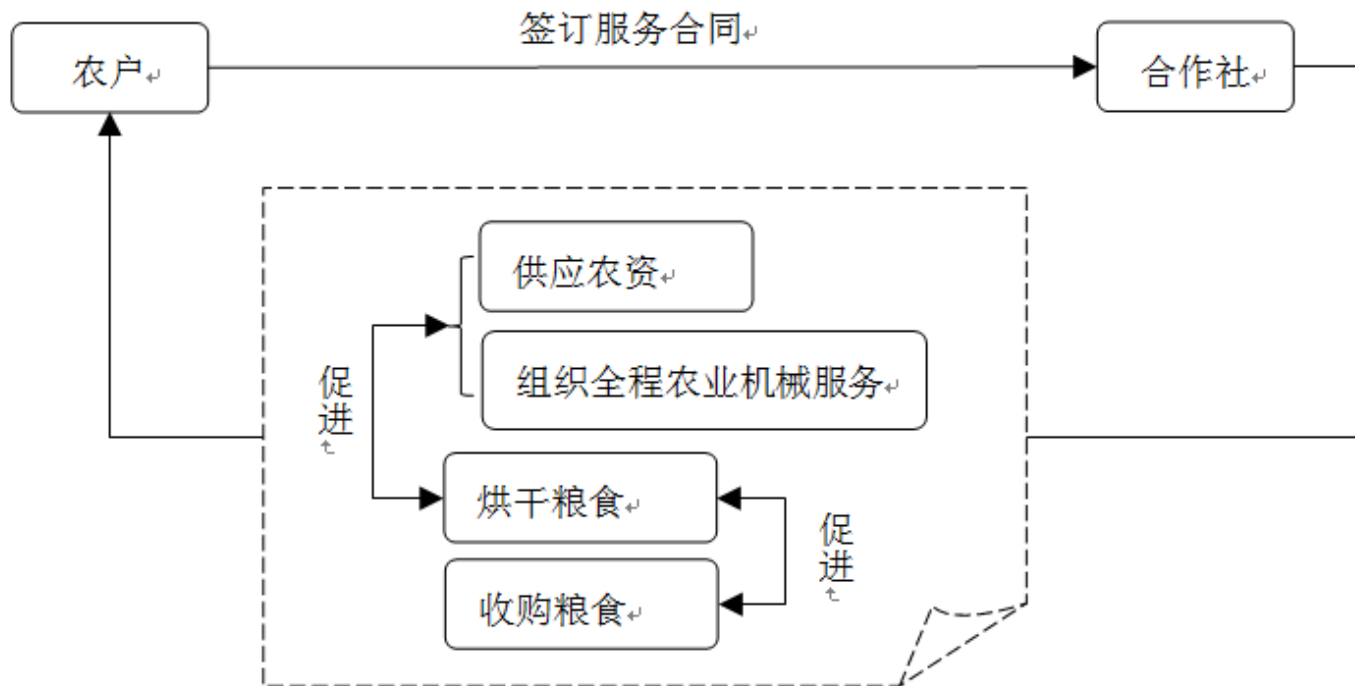 签订服务合同
农户
合作社
供应农资
组织全程农业机械服务
促进
烘干粮食
促进
收购粮食